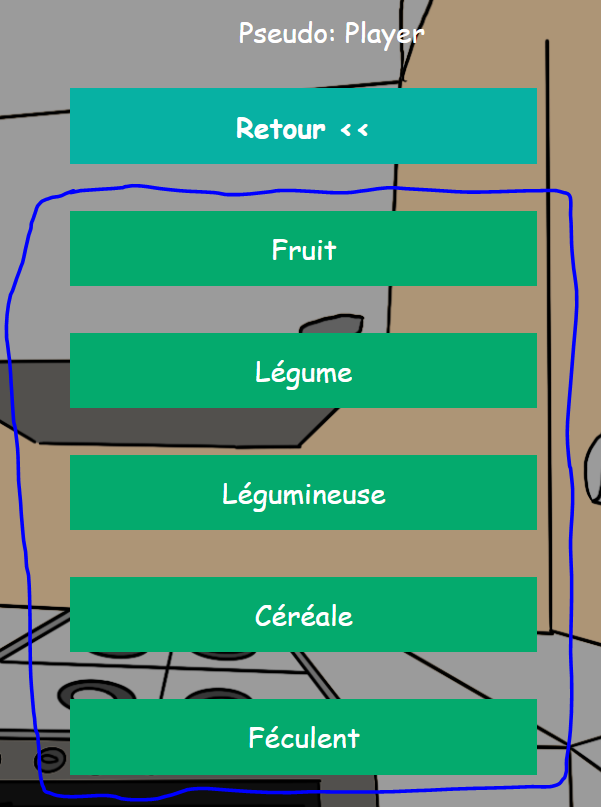 Pseudo: Player
Retour <<
Fruit
Légume
Légumineuse
Céréale
Féculent